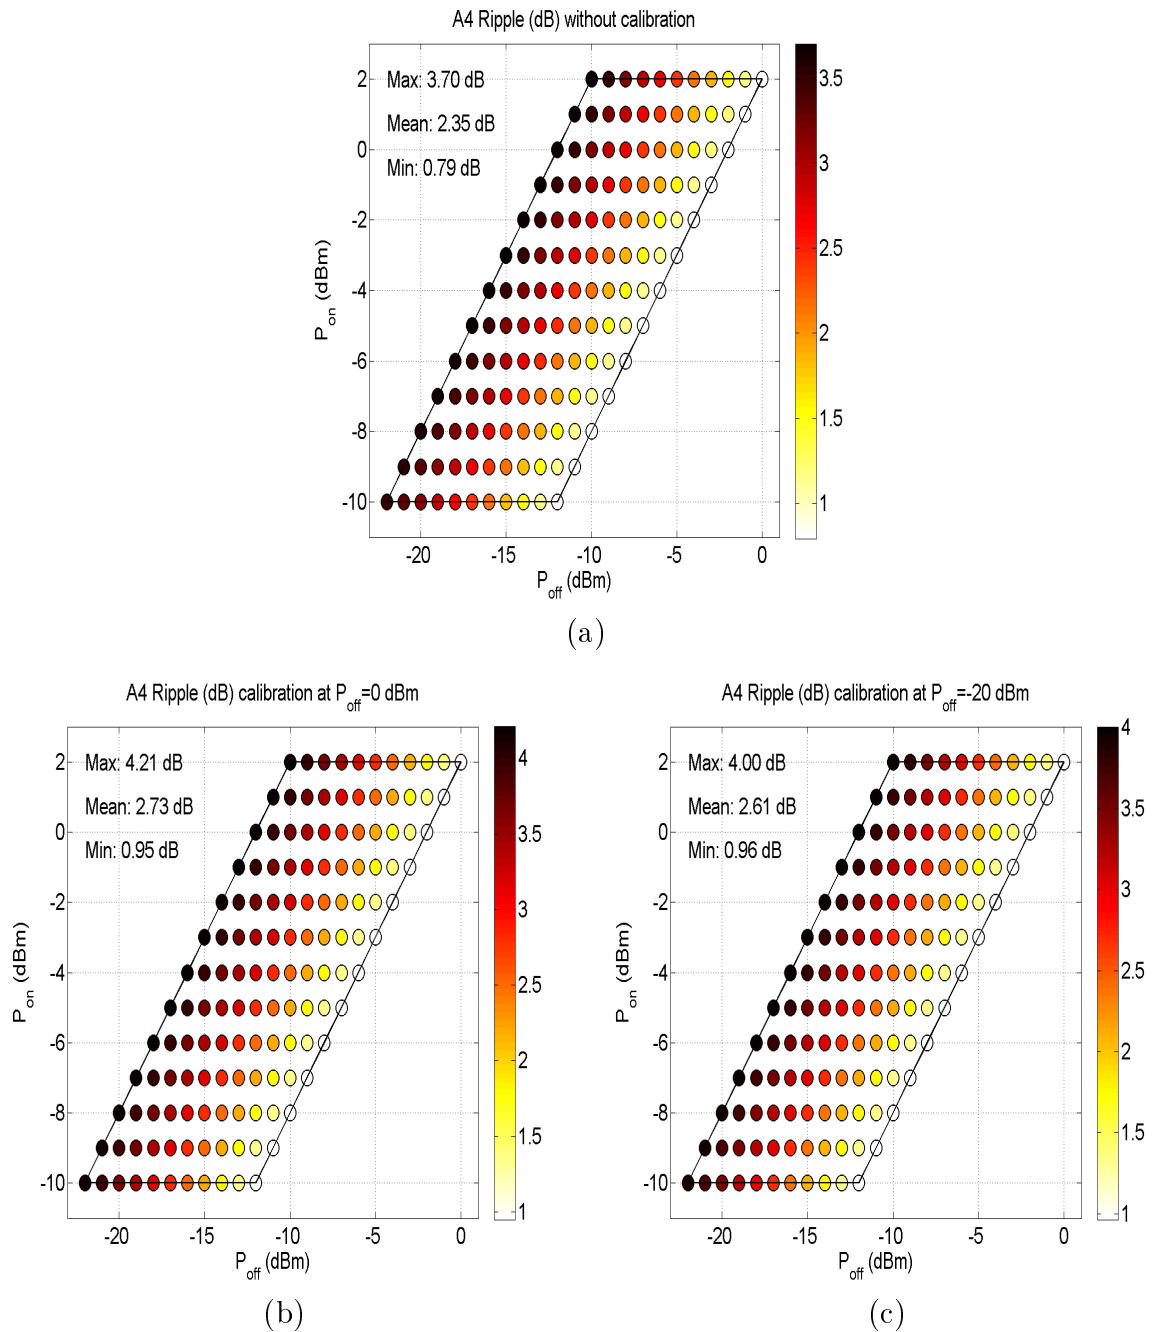 A4 Ripple (dB) without calibration
Max: 3.70 dB
Mean: 2.35 dB
Min: 0.79 dB
2
0
-2
-4
-6
-8
-10
P_on (dBm)
-20 -15 -10 -5 0
P_off (dBm)
3.5
3
2.5
2
1.5
1
(a)
A4 Ripple (dB) calibration at P_off=0 dBm
Max: 4.21 dB
Mean: 2.73 dB
Min: 0.95 dB
2
0
-2
-4
-6
-8
-10
P_on (dBm)
-20 -15 -10 -5 0
P_off (dBm)
4
3.5
3
2.5
2
1.5
1
(b)
A4 Ripple (dB) calibration at P_off=-20 dBm
Max: 4.00 dB
Mean: 2.61 dB
Min: 0.96 dB
2
0
-2
-4
-6
-8
-10
P_on (dBm)
-20 -15 -10 -5 0
P_off (dBm)
4
3.5
3
2.5
2
1.5
1
(c)